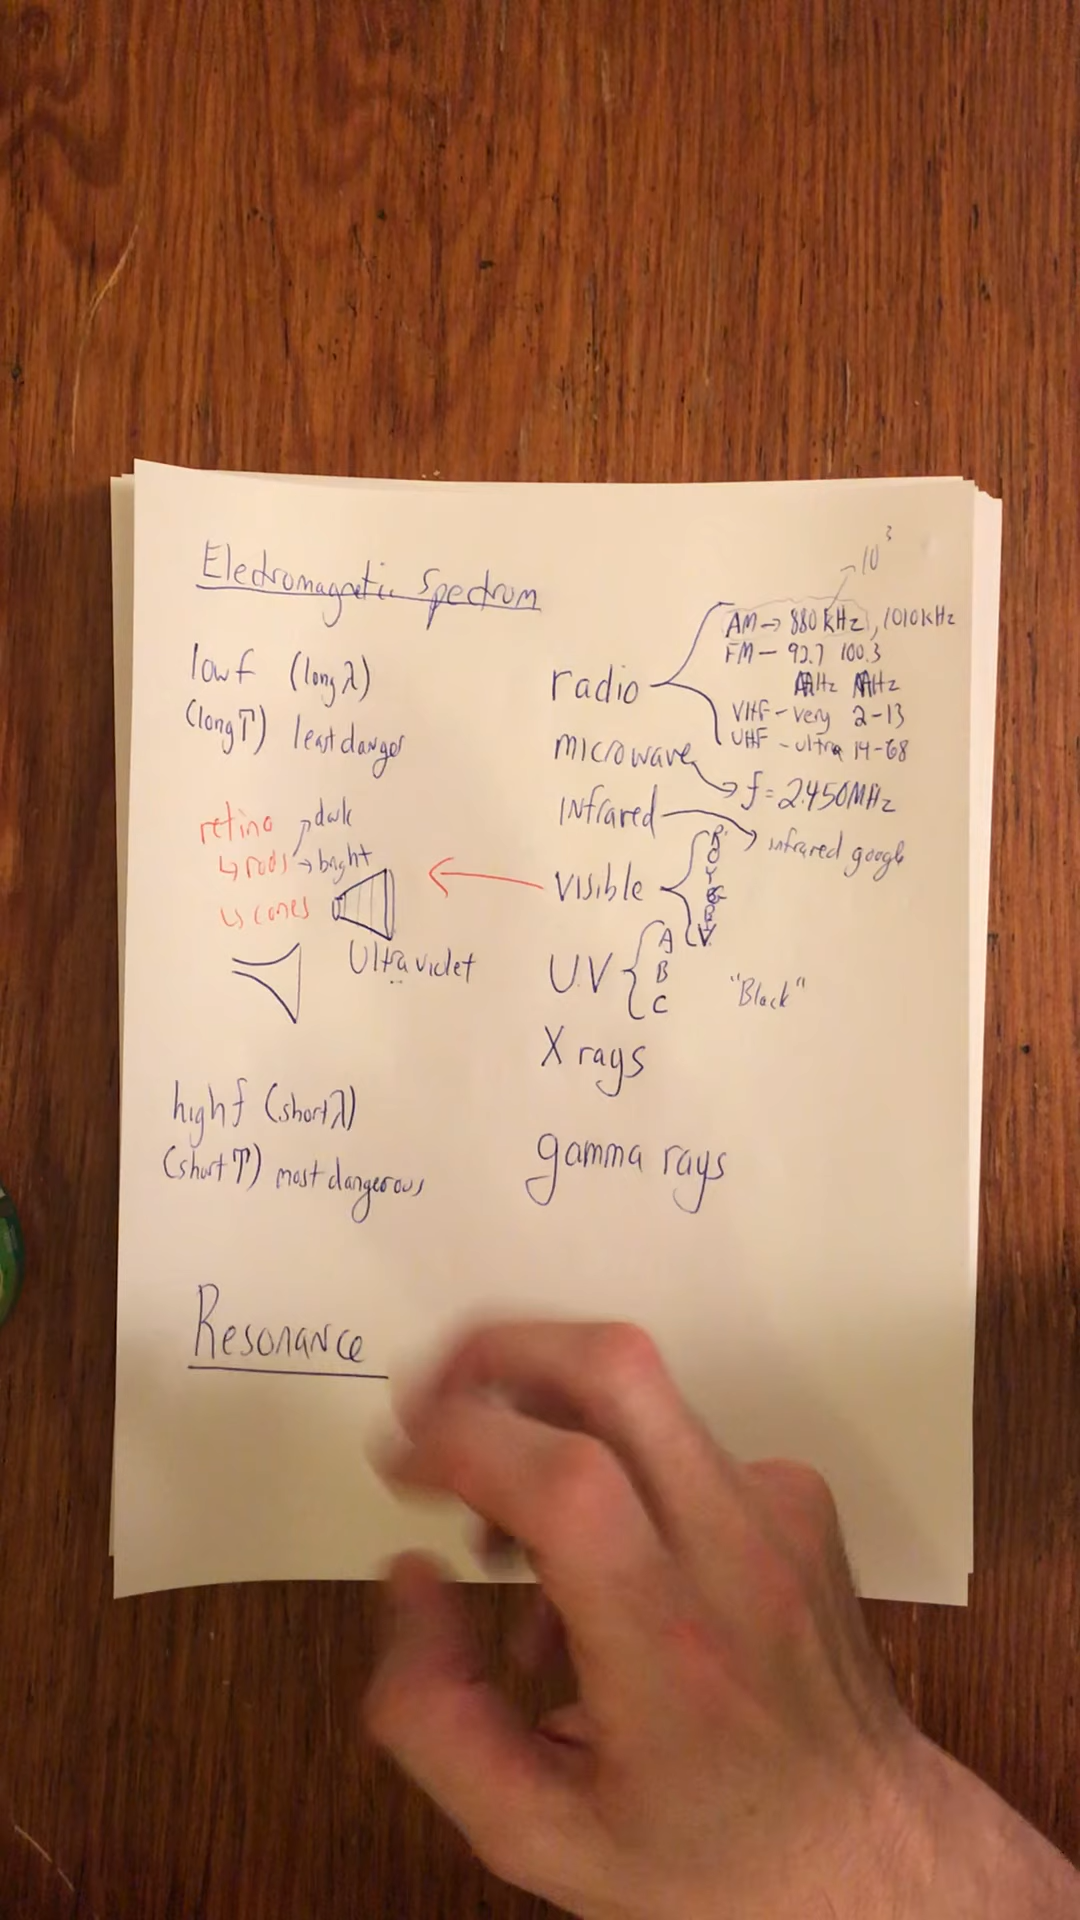 10³
Electromagnetic Spectrum
AM → 880 kHz, 1010 kHz
FM - 92.7 100.3
MHz MHz
VHF - very 2-13
UHF - ultra 14-68
low f (long λ)
(long T) least danger
radio
microwave → f = 2.450MHz
Infrared → infrared google
visible { R O Y G B I V
retina
↳ rods → dark
→ bright
↳ cones
Ultraviolet
U.V { A B C
"Black"
X rays
high f (short λ)
(short T) most dangerous
gamma rays
Resonance